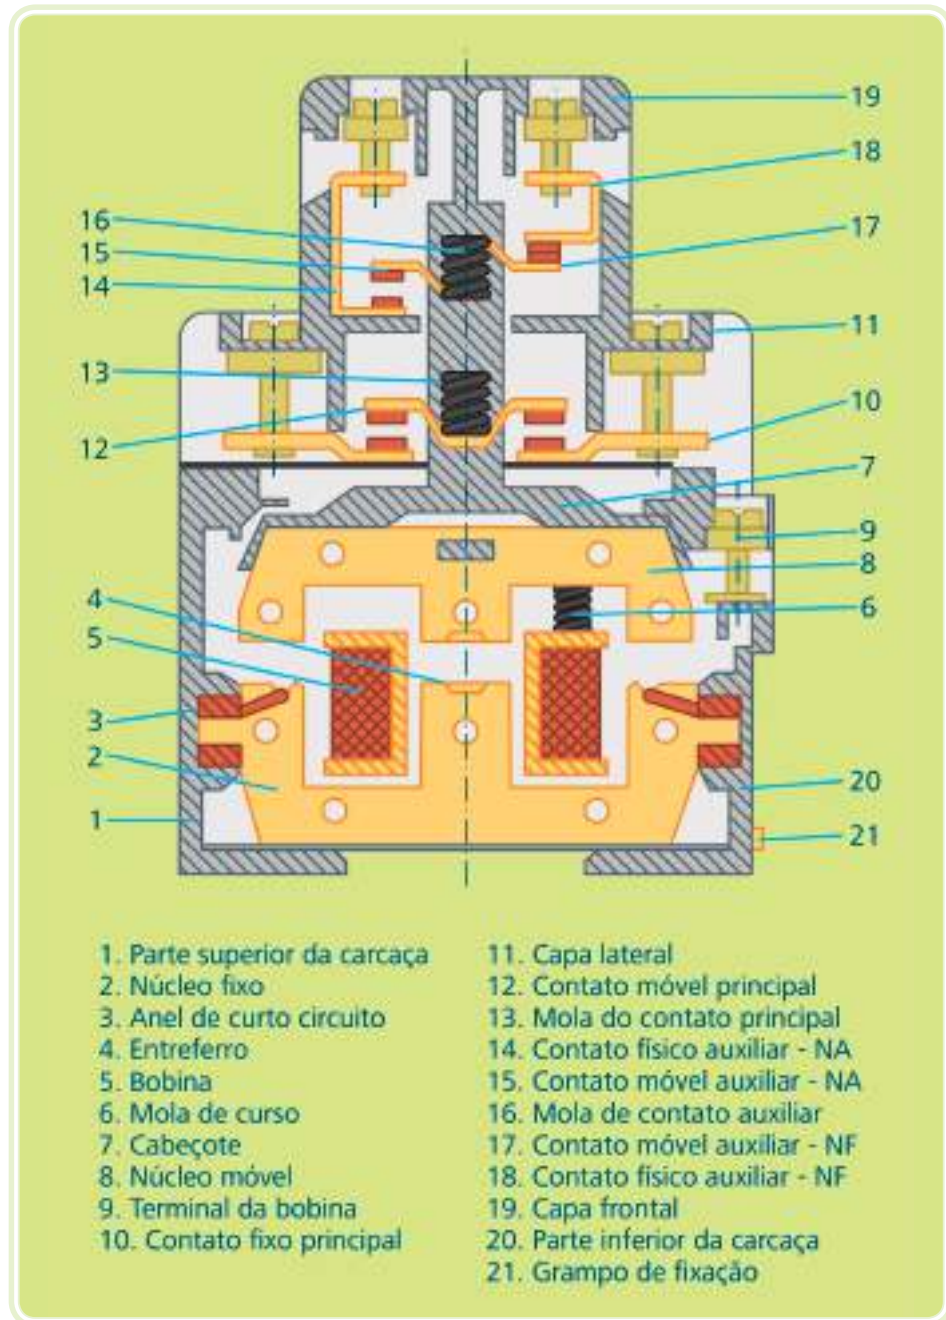 19
18
16
17
15
14
11
13
10
12
7
9
8
4
6
5
3
2
20
1
21
1. Parte superior da carcaça
2. Núcleo fixo
3. Anel de curto circuito
4. Entreferro
5. Bobina
6. Mola de curso
7. Cabeçote
8. Núcleo móvel
9. Terminal da bobina
10. Contato fixo principal
11. Capa lateral
12. Contato móvel principal
13. Mola do contato principal
14. Contato físico auxiliar - NA
15. Contato móvel auxiliar - NA
16. Mola de contato auxiliar
17. Contato móvel auxiliar - NF
18. Contato físico auxiliar - NF
19. Capa frontal
20. Parte inferior da carcaça
21. Grampo de fixação